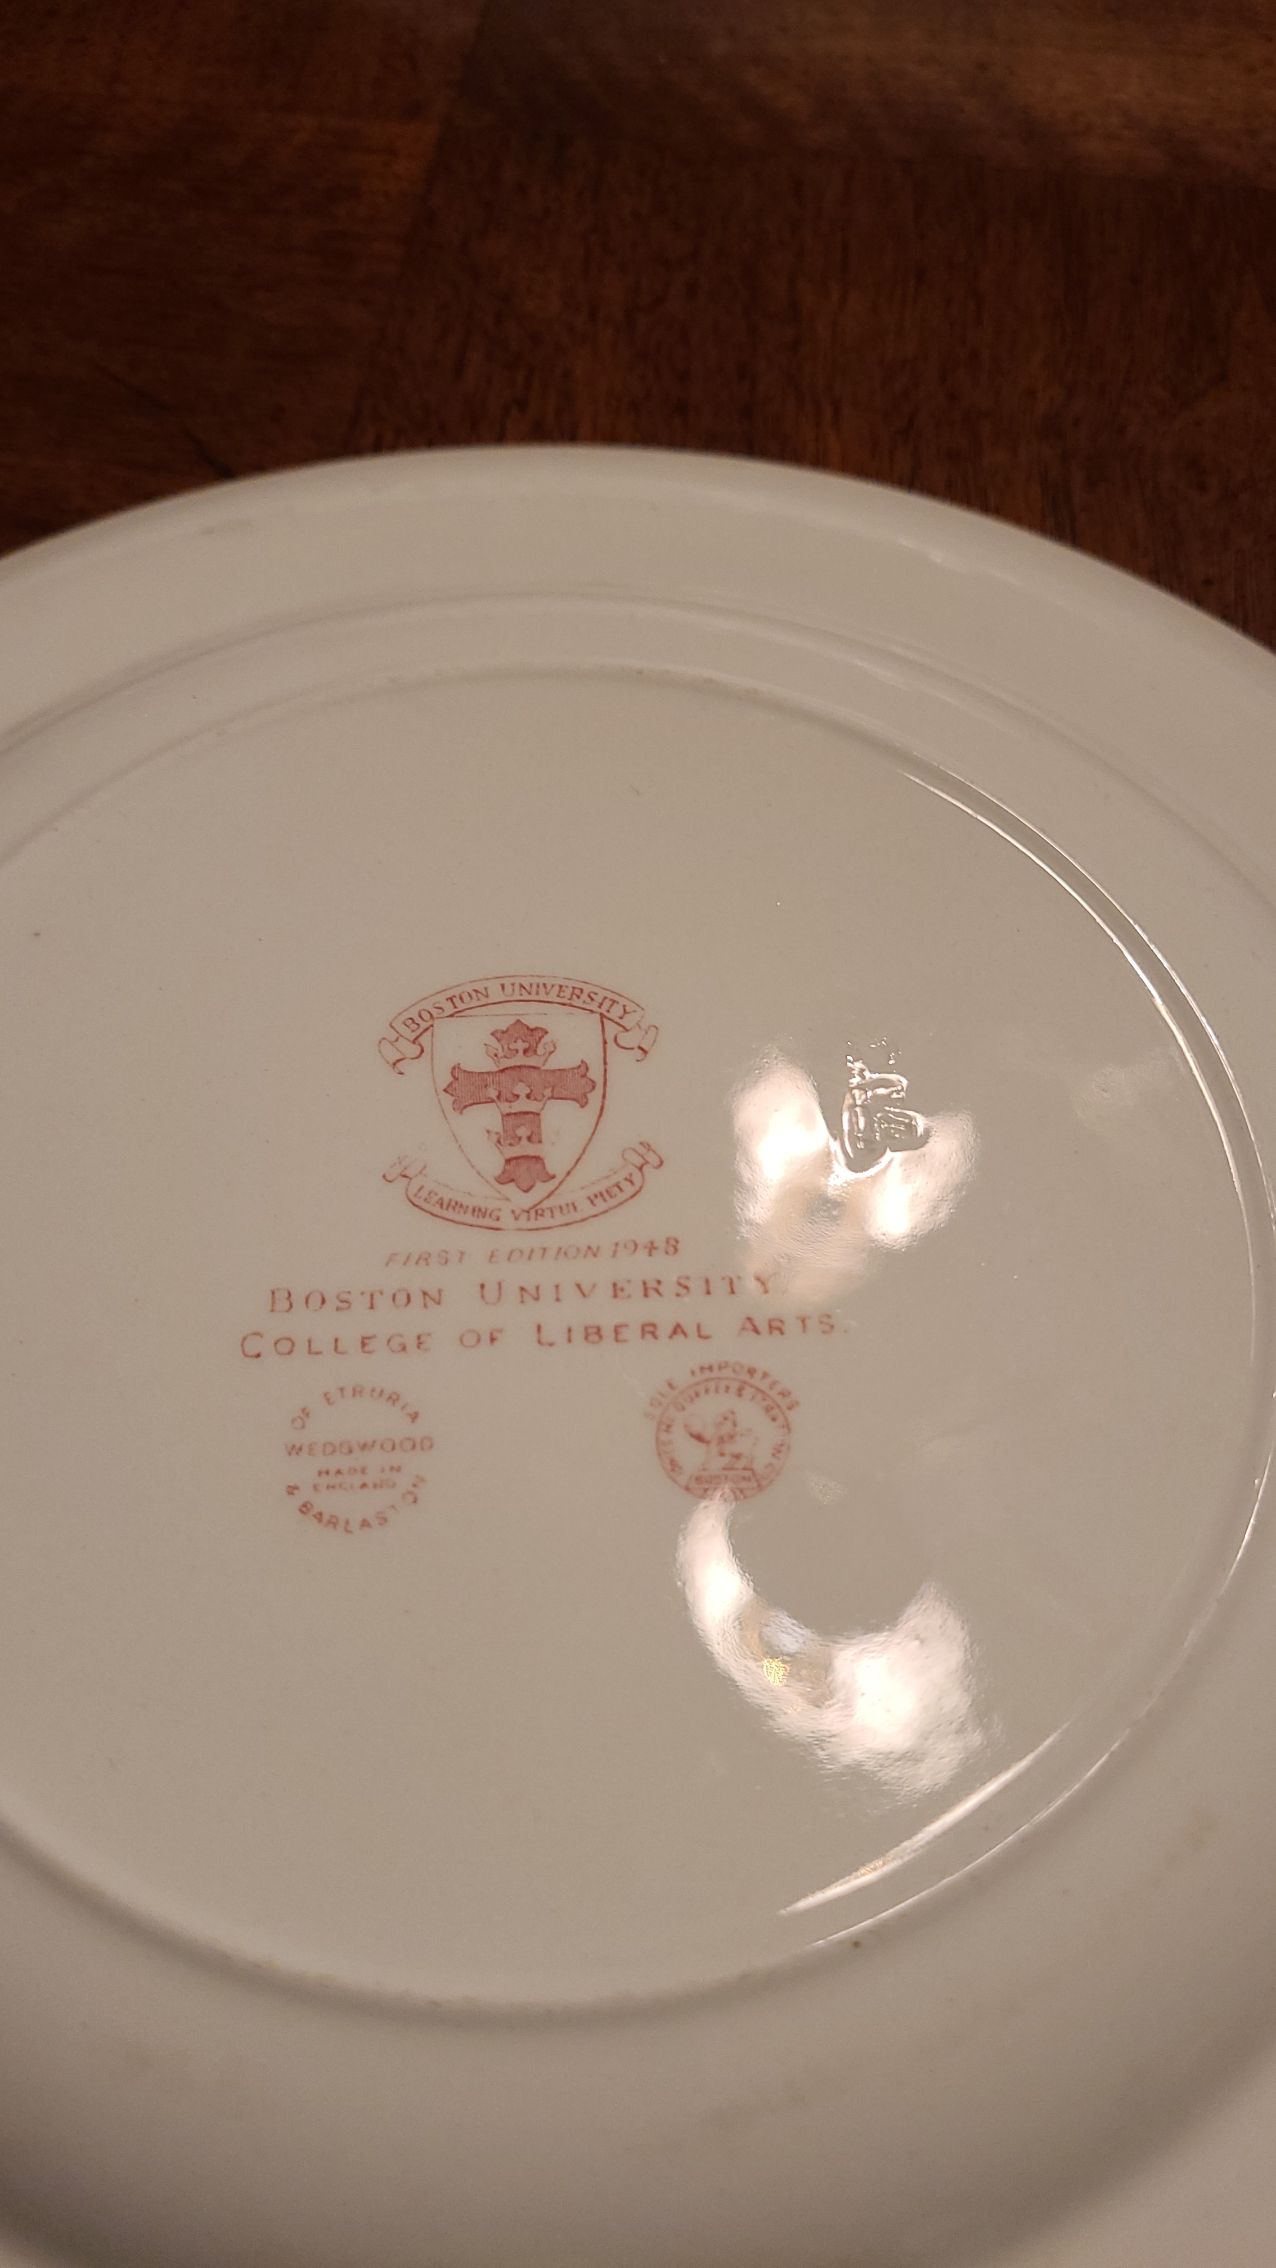 BOSTON UNIVERSITY
LEARNING VIRTUE PIETY
FIRST EDITION 1948
BOSTON UNIVERSITY
COLLEGE OF LIBERAL ARTS.
OF ETRURIA
WEDGWOOD
MADE IN
ENGLAND
& BARLASTON
SOLE IMPORTERS
BOSTON